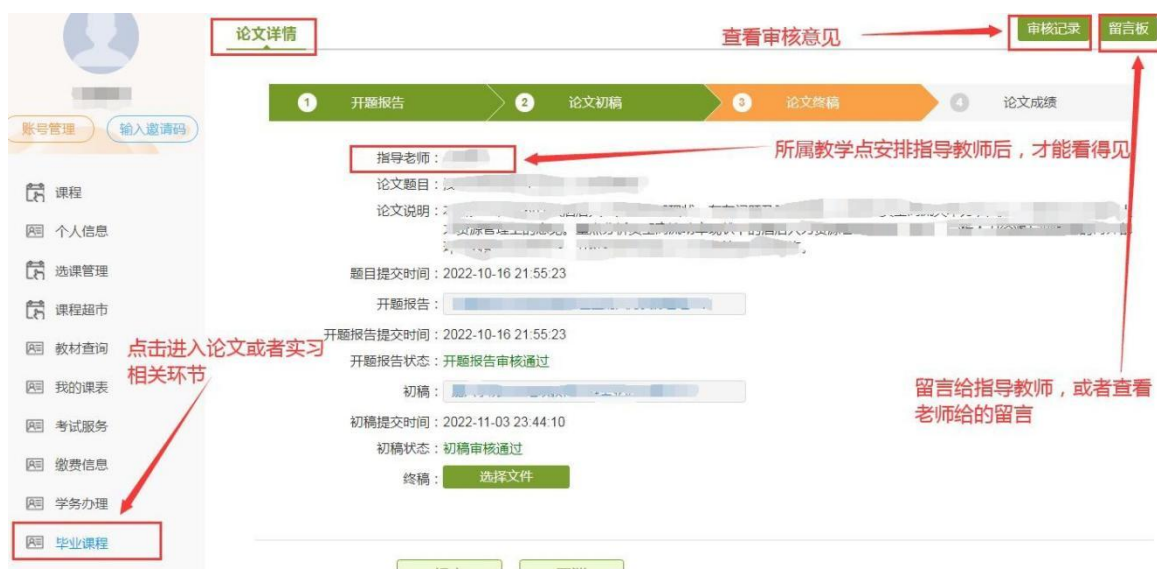 论文详情
查看审核意见
审核记录
留言板
1 开题报告
2 论文初稿
3 论文终稿
4 论文成绩
账号管理
输入邀请码
指导老师：
所属教学点安排指导教师后，才能看得见
论文题目：
论文说明：
题目提交时间：2022-10-16 21:55:23
开题报告：
开题报告提交时间：2022-10-16 21:55:23
开题报告状态：开题报告审核通过
初稿：
初稿提交时间：2022-11-03 23:44:10
初稿状态：初稿审核通过
终稿：
选择文件
课程
个人信息
选课管理
课程超市
教材查询
我的课表
考试服务
缴费信息
学务办理
毕业课程
点击进入论文或者实习
相关环节
留言给指导教师，或者查看
老师给的留言